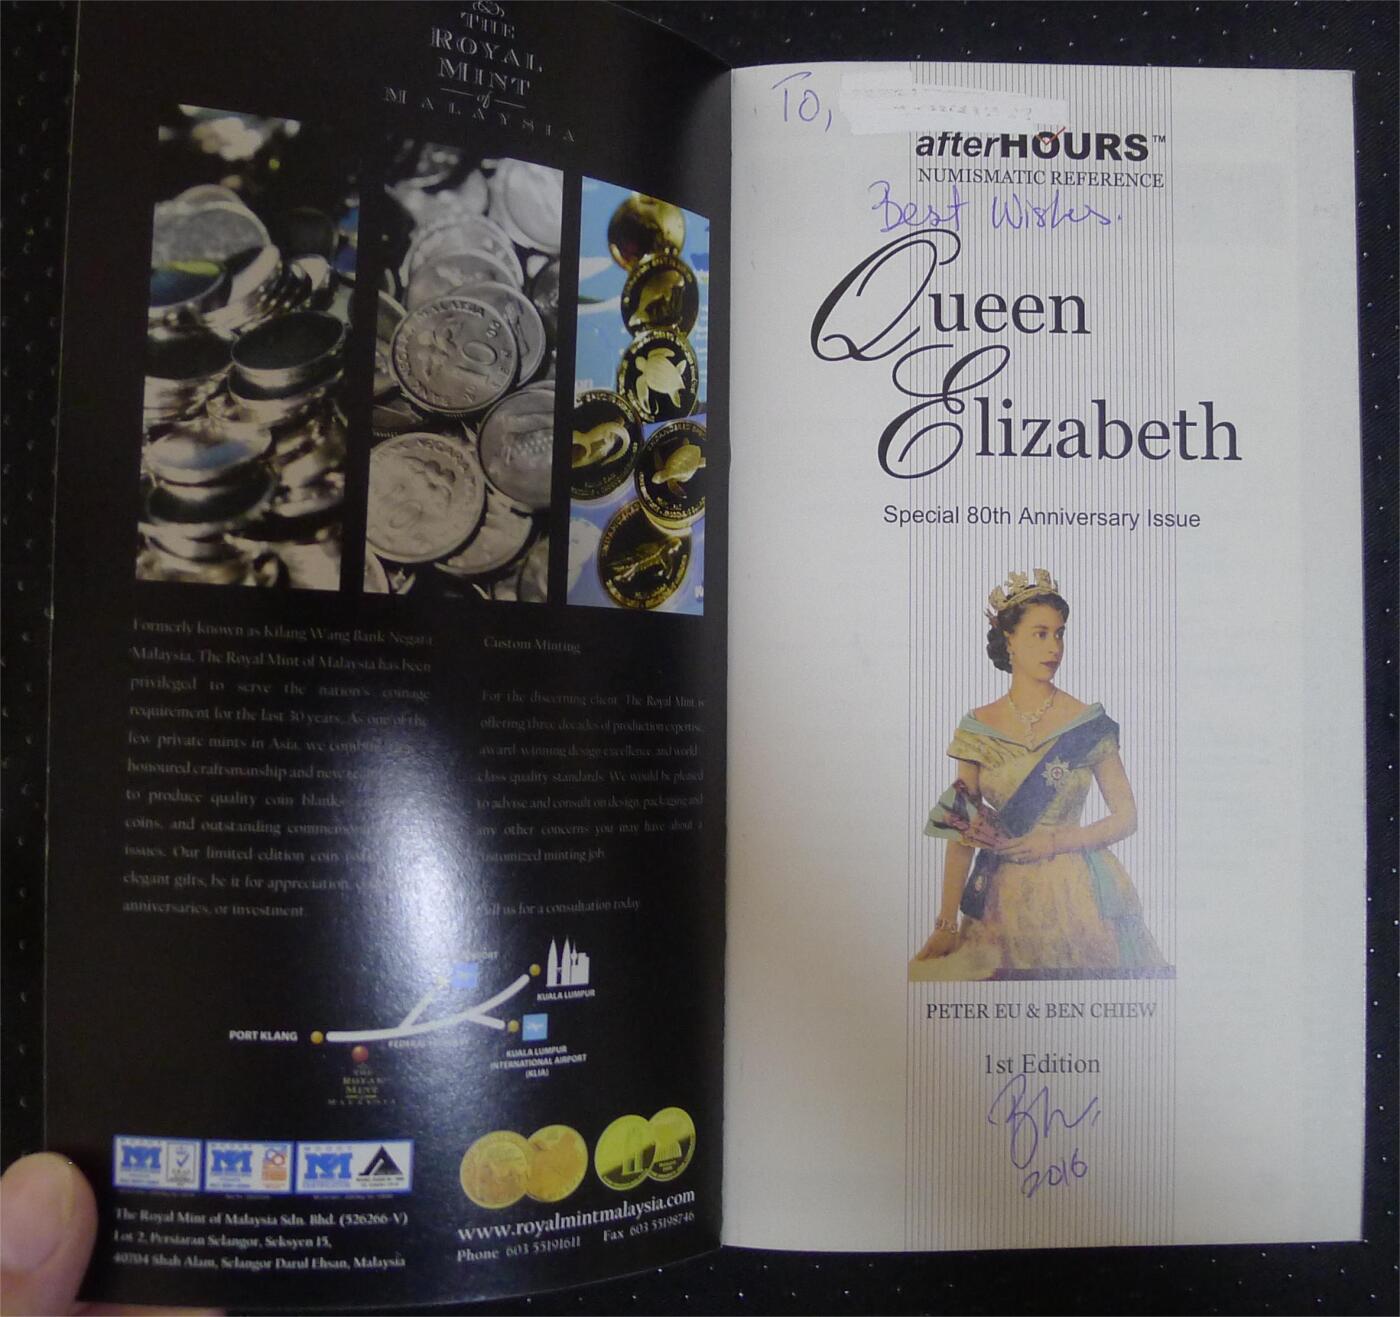 THE
ROYAL
MINT
of
MALAYSIA
Formerly known as Kilang Wang Bank Negara
Malaysia, The Royal Mint of Malaysia has been
privileged to serve the nation's coinage
requirement for the last 30 years. As one of the
few private mints in Asia, we
honoured craftsmanship and new
to produce quality coin blanks
coins, and outstanding
issues. Our limited edition coin
elegant gifts, be it for appreciation,
anniversaries, or investment.
Custom Minting
For the discerning client, The Royal Mint is
offering three decades of production expertise,
award-winning design excellence, and world
class quality standards. We would be pleased
to advise and consult on design, packaging and
any other concerns you may have about a
customized minting job.
us for a consultation today
KUALA LUMPUR
PORT KLANG
FEDERAL
KUALA LUMPUR
INTERNATIONAL AIRPORT
(KLIA)
THE
ROYAL
MINT
MALAYSIA
The Royal Mint of Malaysia Sdn. Bhd. (526266-V)
Lot 2, Persiaran Selangor, Seksyen 15,
40704 Shah Alam, Selangor Darul Ehsan, Malaysia
www.royalmintmalaysia.com
Phone 603 55191611 Fax 603 55198746
To,
afterHOURS™
NUMISMATIC REFERENCE
Best Wishes.
Queen
Elizabeth
Special 80th Anniversary Issue
PETER EU & BEN CHIEW
1st Edition
2016